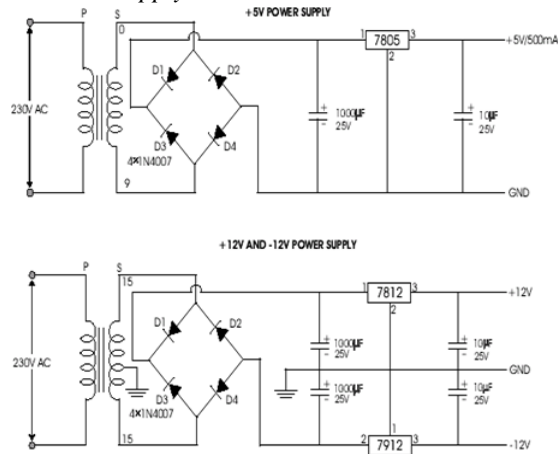 +5V POWER SUPPLY
P S
0
1 7805 3
+5V/500mA
2
D1 D2
230V AC
1000µF
25V
10µF
25V
D3 D4
4×1N4007
9
GND
+12V AND -12V POWER SUPPLY
P S
15
1 7812 3
+12V
2
D1 D2
1000µF
25V
10µF
25V
230V AC
GND
1000µF
25V
10µF
25V
D3 D4
4×1N4007
1
15
2 7912 3
-12V